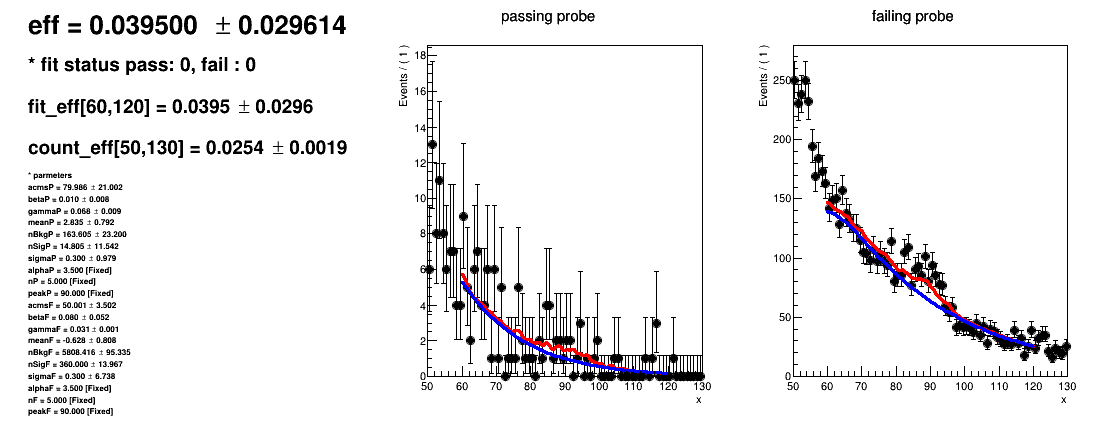 eff = 0.039500 ± 0.029614
* fit status pass: 0, fail : 0
fit_eff[60,120] = 0.0395 ± 0.0296
count_eff[50,130] = 0.0254 ± 0.0019
* parmeters
acmsP = 79.986 ± 21.002
betaP = 0.010 ± 0.008
gammaP = 0.068 ± 0.009
meanP = 2.835 ± 0.792
nBkgP = 163.605 ± 23.200
nSigP = 14.805 ± 11.542
sigmaP = 0.300 ± 0.979
alphaP = 3.500 [Fixed]
nP = 5.000 [Fixed]
peakP = 90.000 [Fixed]
acmsF = 50.001 ± 3.502
betaF = 0.080 ± 0.052
gammaF = 0.031 ± 0.001
meanF = -0.628 ± 0.808
nBkgF = 5808.416 ± 95.335
nSigF = 360.000 ± 13.967
sigmaF = 0.300 ± 6.738
alphaF = 3.500 [Fixed]
nF = 5.000 [Fixed]
peakF = 90.000 [Fixed]
passing probe
Events / ( 1 )
18
16
14
12
10
8
6
4
2
0
50 60 70 80 90 100 110 120 130
x
failing probe
Events / ( 1 )
250
200
150
100
50
0
50 60 70 80 90 100 110 120 130
x